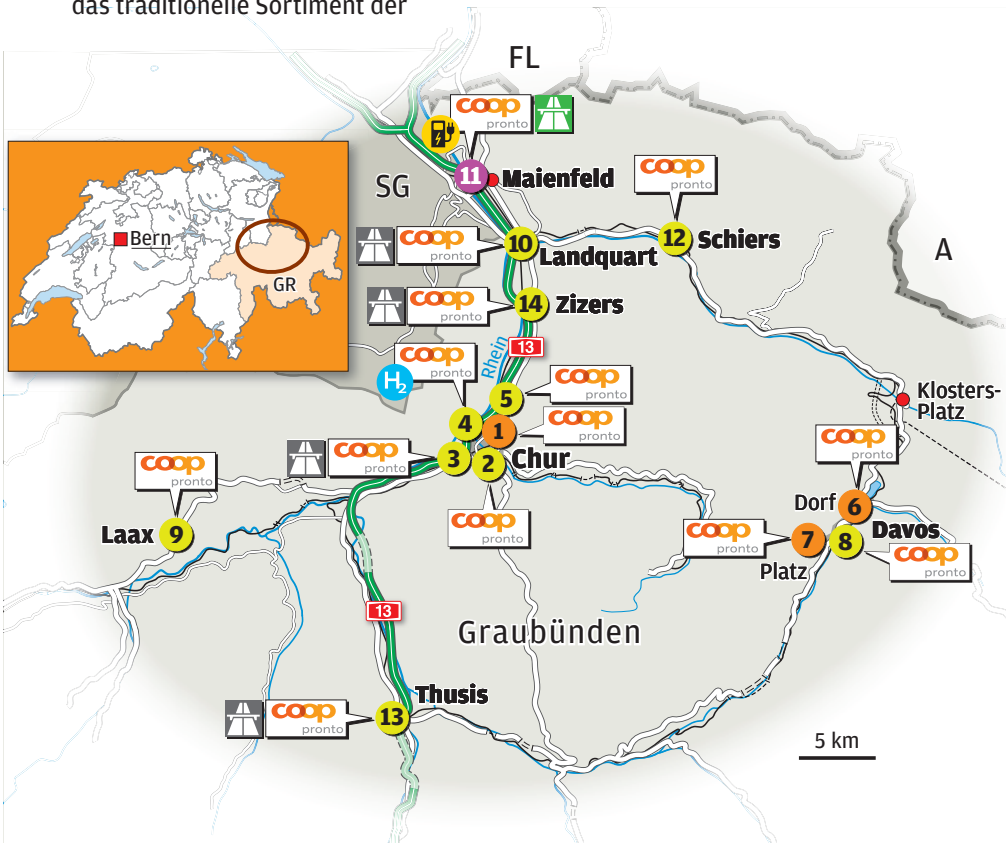 das traditionelle Sortiment der
FL
coop
pronto
SG
11
Maienfeld
coop
pronto
12
Schiers
A
Bern
GR
coop
pronto
10
Landquart
coop
pronto
14
Zizers
13
Rhein
coop
pronto
H2
5
coop
pronto
4
1
coop
pronto
Klosters-
Platz
coop
pronto
3
2
Chur
coop
pronto
coop
pronto
Laax
9
coop
pronto
Dorf
6
Davos
coop
pronto
7
8
Platz
coop
pronto
13
Graubünden
Thusis
coop
pronto
13
5 km